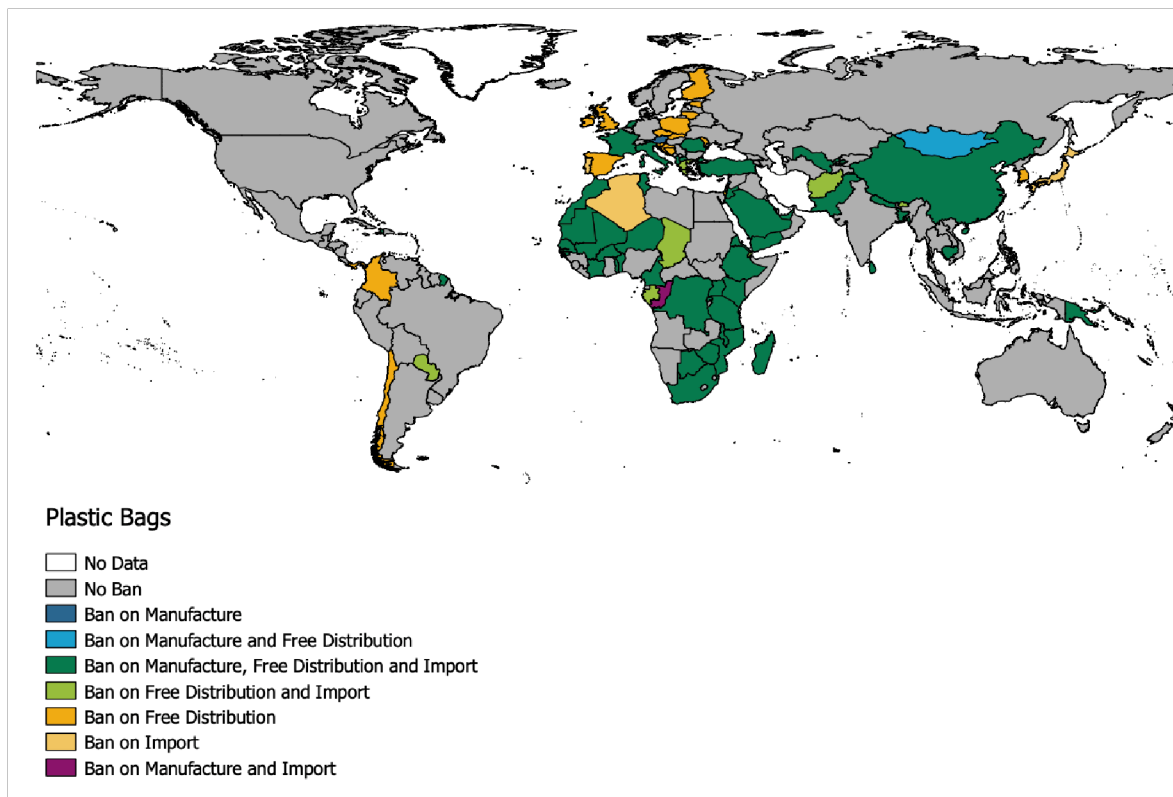 Plastic Bags
No Data
No Ban
Ban on Manufacture
Ban on Manufacture and Free Distribution
Ban on Manufacture, Free Distribution and Import
Ban on Free Distribution and Import
Ban on Free Distribution
Ban on Import
Ban on Manufacture and Import